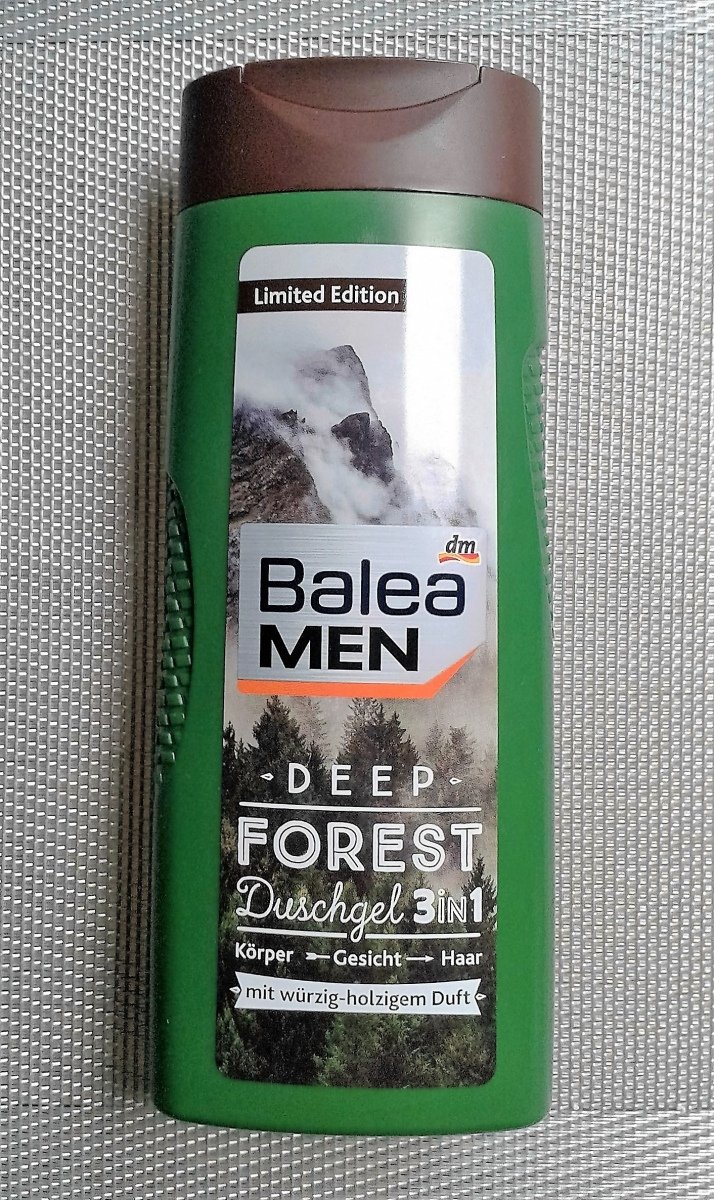 Limited Edition
dm
Balea
MEN
DEEP
FOREST
Duschgel 3in1
Körper Gesicht Haar
mit würzig-holzigem Duft